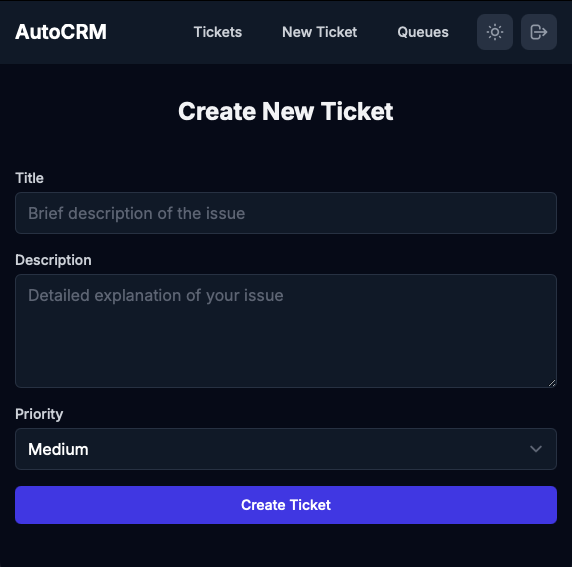 AutoCRM Tickets New Ticket Queues
Create New Ticket
Title
Brief description of the issue
Description
Detailed explanation of your issue
Priority
Medium
Create Ticket